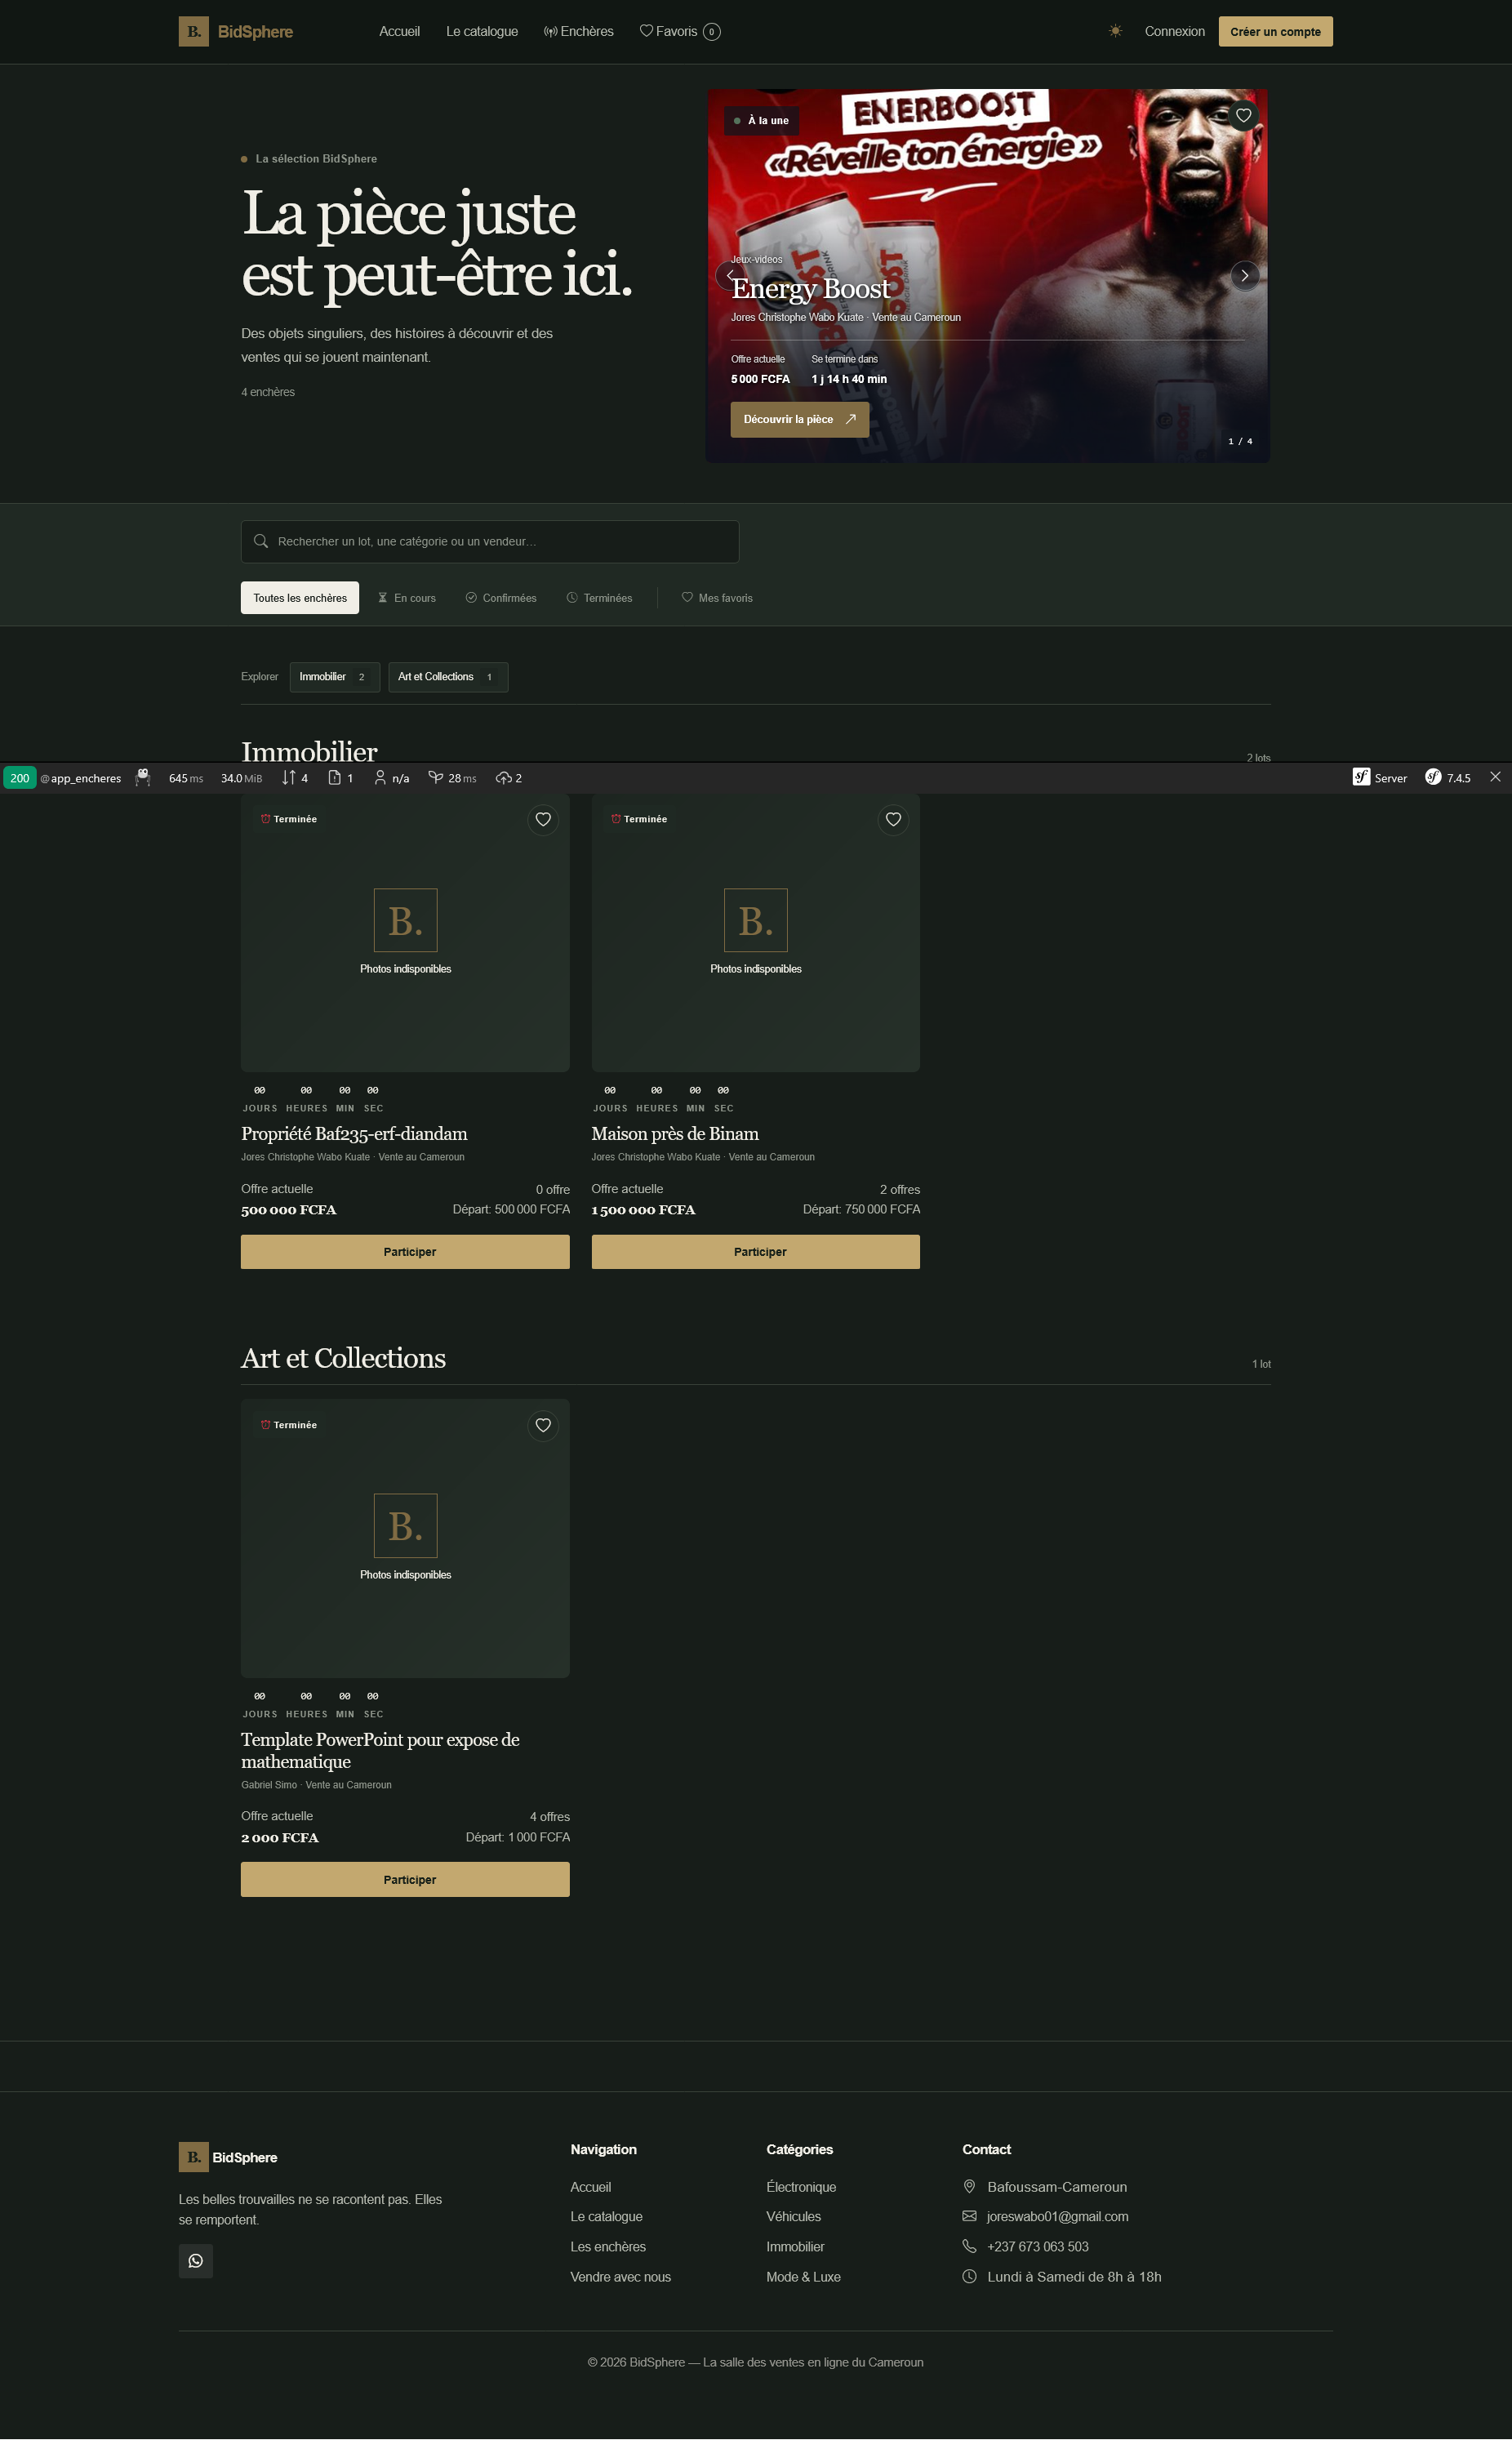 B. BidSphere Accueil Le catalogue Enchères Favoris 0 Connexion Créer un compte
La sélection BidSphere
La pièce juste
est peut-être ici.
Des objets singuliers, des histoires à découvrir et des
ventes qui se jouent maintenant.
4 enchères
À la une
ENERBOOST
«Réveille ton énergie»
Jeux-videos
Energy Boost
Jores Christophe Wabo Kuate · Vente au Cameroun
Offre actuelle Se termine dans
5 000 FCFA 1 j 14 h 40 min
Découvrir la pièce
1 / 4
Rechercher un lot, une catégorie ou un vendeur…
Toutes les enchères En cours Confirmées Terminées Mes favoris
Explorer Immobilier 2 Art et Collections 1
Immobilier 2 lots
200 @app_encheres 645 ms 34.0 MiB 4 1 n/a 28 ms 2 Server 7.4.5
Terminée Terminée
B. B.
Photos indisponibles Photos indisponibles
00 00 00 00 00 00 00 00
JOURS HEURES MIN SEC JOURS HEURES MIN SEC
Propriété Baf235-erf-diandam Maison près de Binam
Jores Christophe Wabo Kuate · Vente au Cameroun Jores Christophe Wabo Kuate · Vente au Cameroun
Offre actuelle 0 offre Offre actuelle 2 offres
500 000 FCFA Départ: 500 000 FCFA 1 500 000 FCFA Départ: 750 000 FCFA
Participer Participer
Art et Collections 1 lot
Terminée
B.
Photos indisponibles
00 00 00 00
JOURS HEURES MIN SEC
Template PowerPoint pour expose de
mathematique
Gabriel Simo · Vente au Cameroun
Offre actuelle 4 offres
2 000 FCFA Départ: 1 000 FCFA
Participer
B. BidSphere
Les belles trouvailles ne se racontent pas. Elles
se remportent.
Navigation
Accueil
Le catalogue
Les enchères
Vendre avec nous
Catégories
Électronique
Véhicules
Immobilier
Mode & Luxe
Contact
Bafoussam-Cameroun
joreswabo01@gmail.com
+237 673 063 503
Lundi à Samedi de 8h à 18h
© 2026 BidSphere — La salle des ventes en ligne du Cameroun